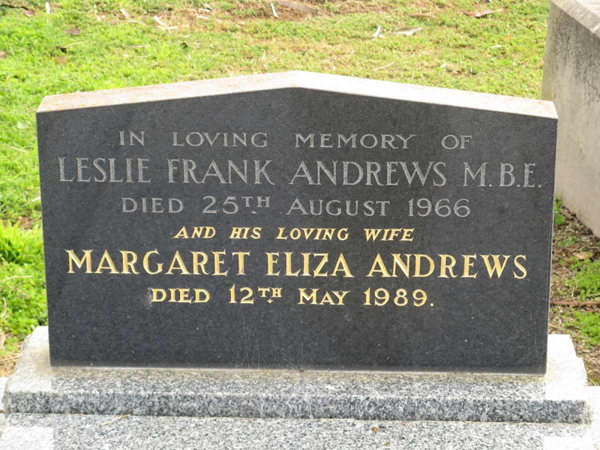 IN LOVING MEMORY OF
LESLIE FRANK ANDREWS M.B.E.
DIED 25TH AUGUST 1966
AND HIS LOVING WIFE
MARGARET ELIZA ANDREWS
DIED 12TH MAY 1989.